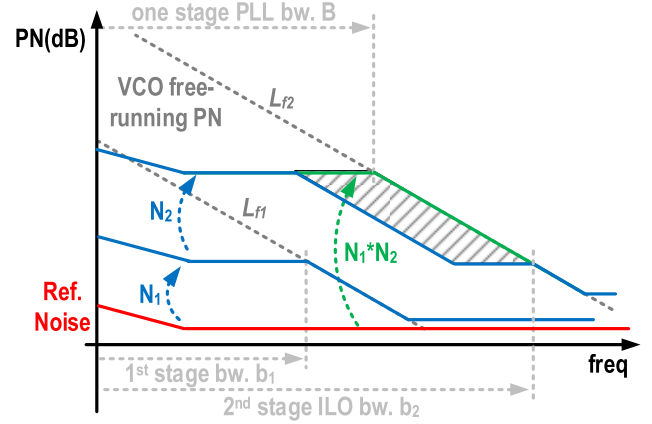 one stage PLL bw. B
PN(dB)
VCO free-
running PN
Lf2
N2
Lf1
N1*N2
N1
Ref.
Noise
freq
1st stage bw. b1
2nd stage ILO bw. b2